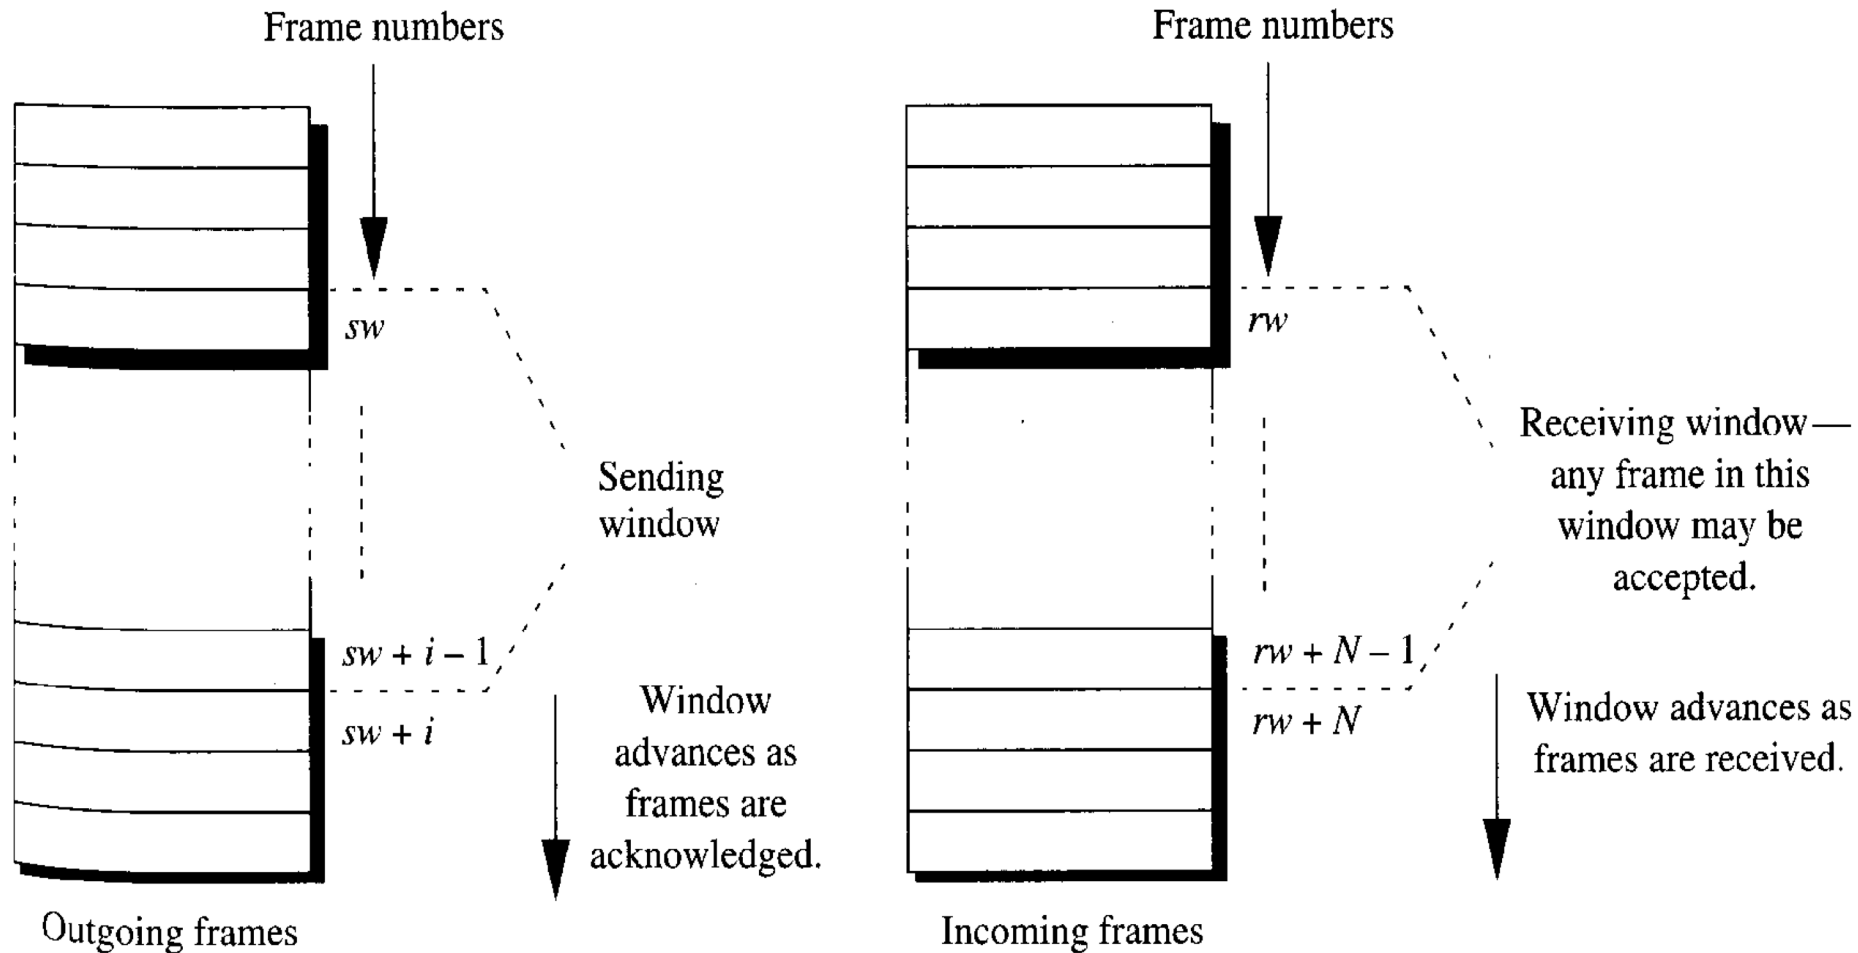 Frame numbers
sw
Sending
window
sw + i – 1
sw + i
Window
advances as
frames are
acknowledged.
Outgoing frames
Frame numbers
rw
Receiving window—
any frame in this
window may be
accepted.
rw + N – 1
rw + N
Window advances as
frames are received.
Incoming frames